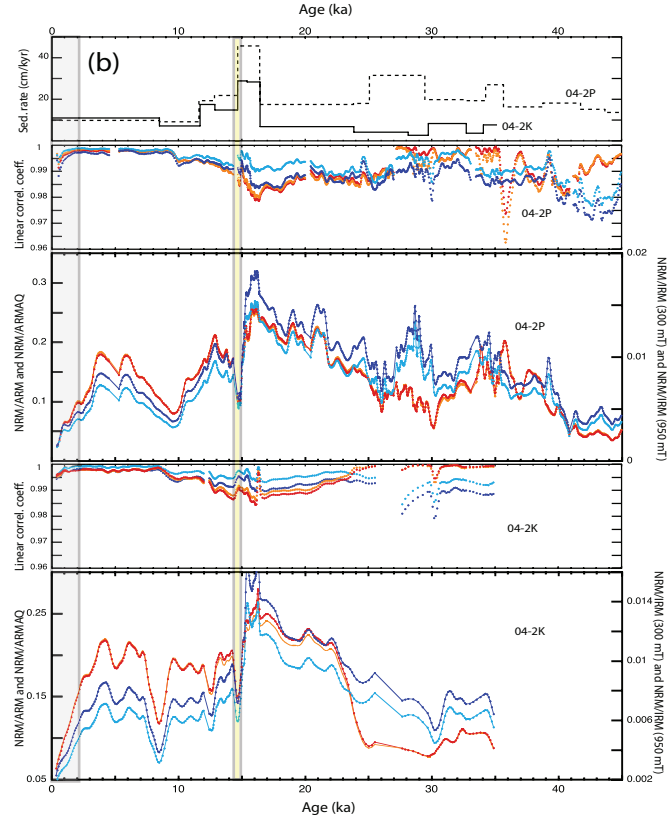 Age (ka)
0 10 20 30 40
(b)
Sed. rate (cm/kyr)
40
20
04-2P
04-2K
Linear correl. coeff.
1
0.99
0.98
0.97
0.96
04-2P
NRM/ARM and NRM/ARMAQ
0.3
0.2
0.1
04-2P
0.02
0.01
0
NRM/IRM (300 mT) and NRM/IRM (950 mT)
Linear correl. coeff.
1
0.99
0.98
0.97
0.96
04-2K
NRM/ARM and NRM/ARMAQ
0.25
0.15
0.05
04-2K
0.014
0.010
0.006
0.002
NRM/IRM (300 mT) and NRM/IRM (950 mT)
0 10 20 30 40
Age (ka)